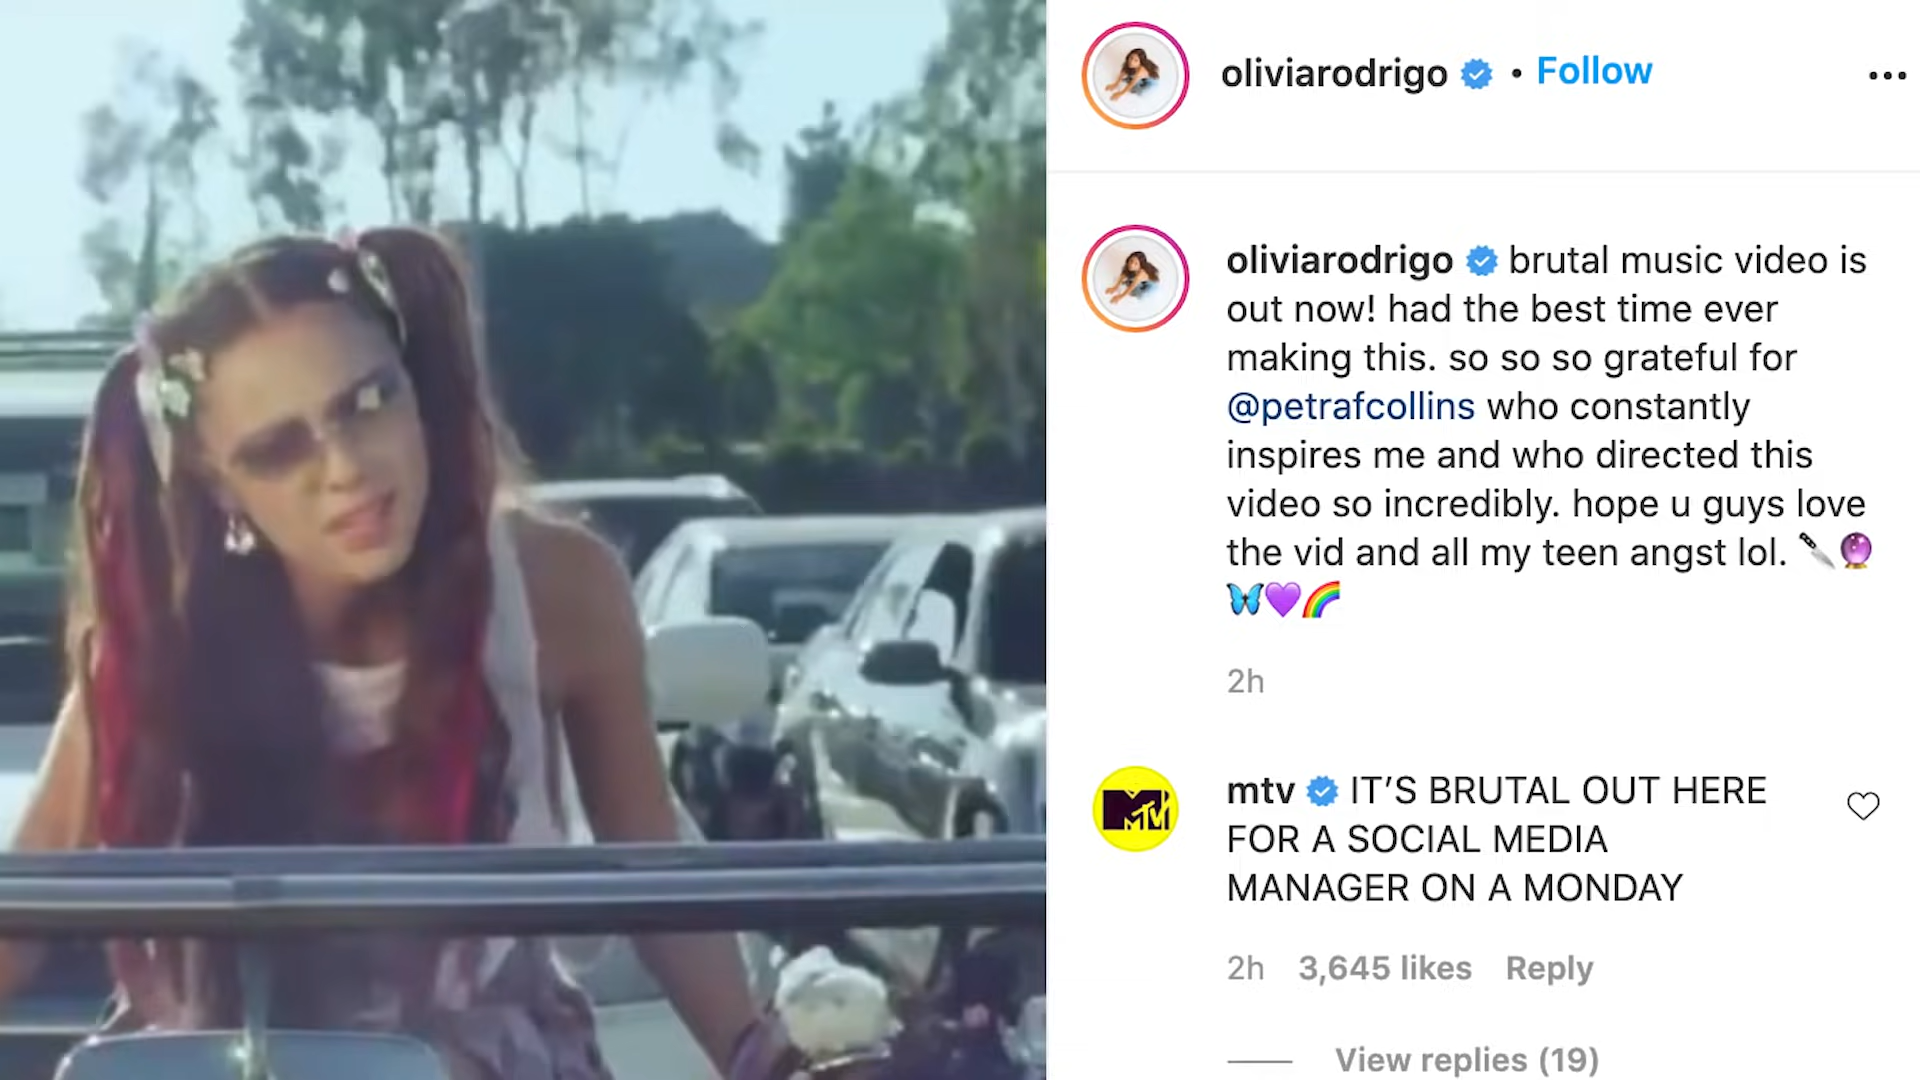 oliviarodrigo • Follow
oliviarodrigo brutal music video is
out now! had the best time ever
making this. so so so grateful for
@petrafcollins who constantly
inspires me and who directed this
video so incredibly. hope u guys love
the vid and all my teen angst lol. 🔪🔮
🦋💜🌈
2h
MTV
mtv IT’S BRUTAL OUT HERE
FOR A SOCIAL MEDIA
MANAGER ON A MONDAY
2h 3,645 likes Reply
View replies (19)